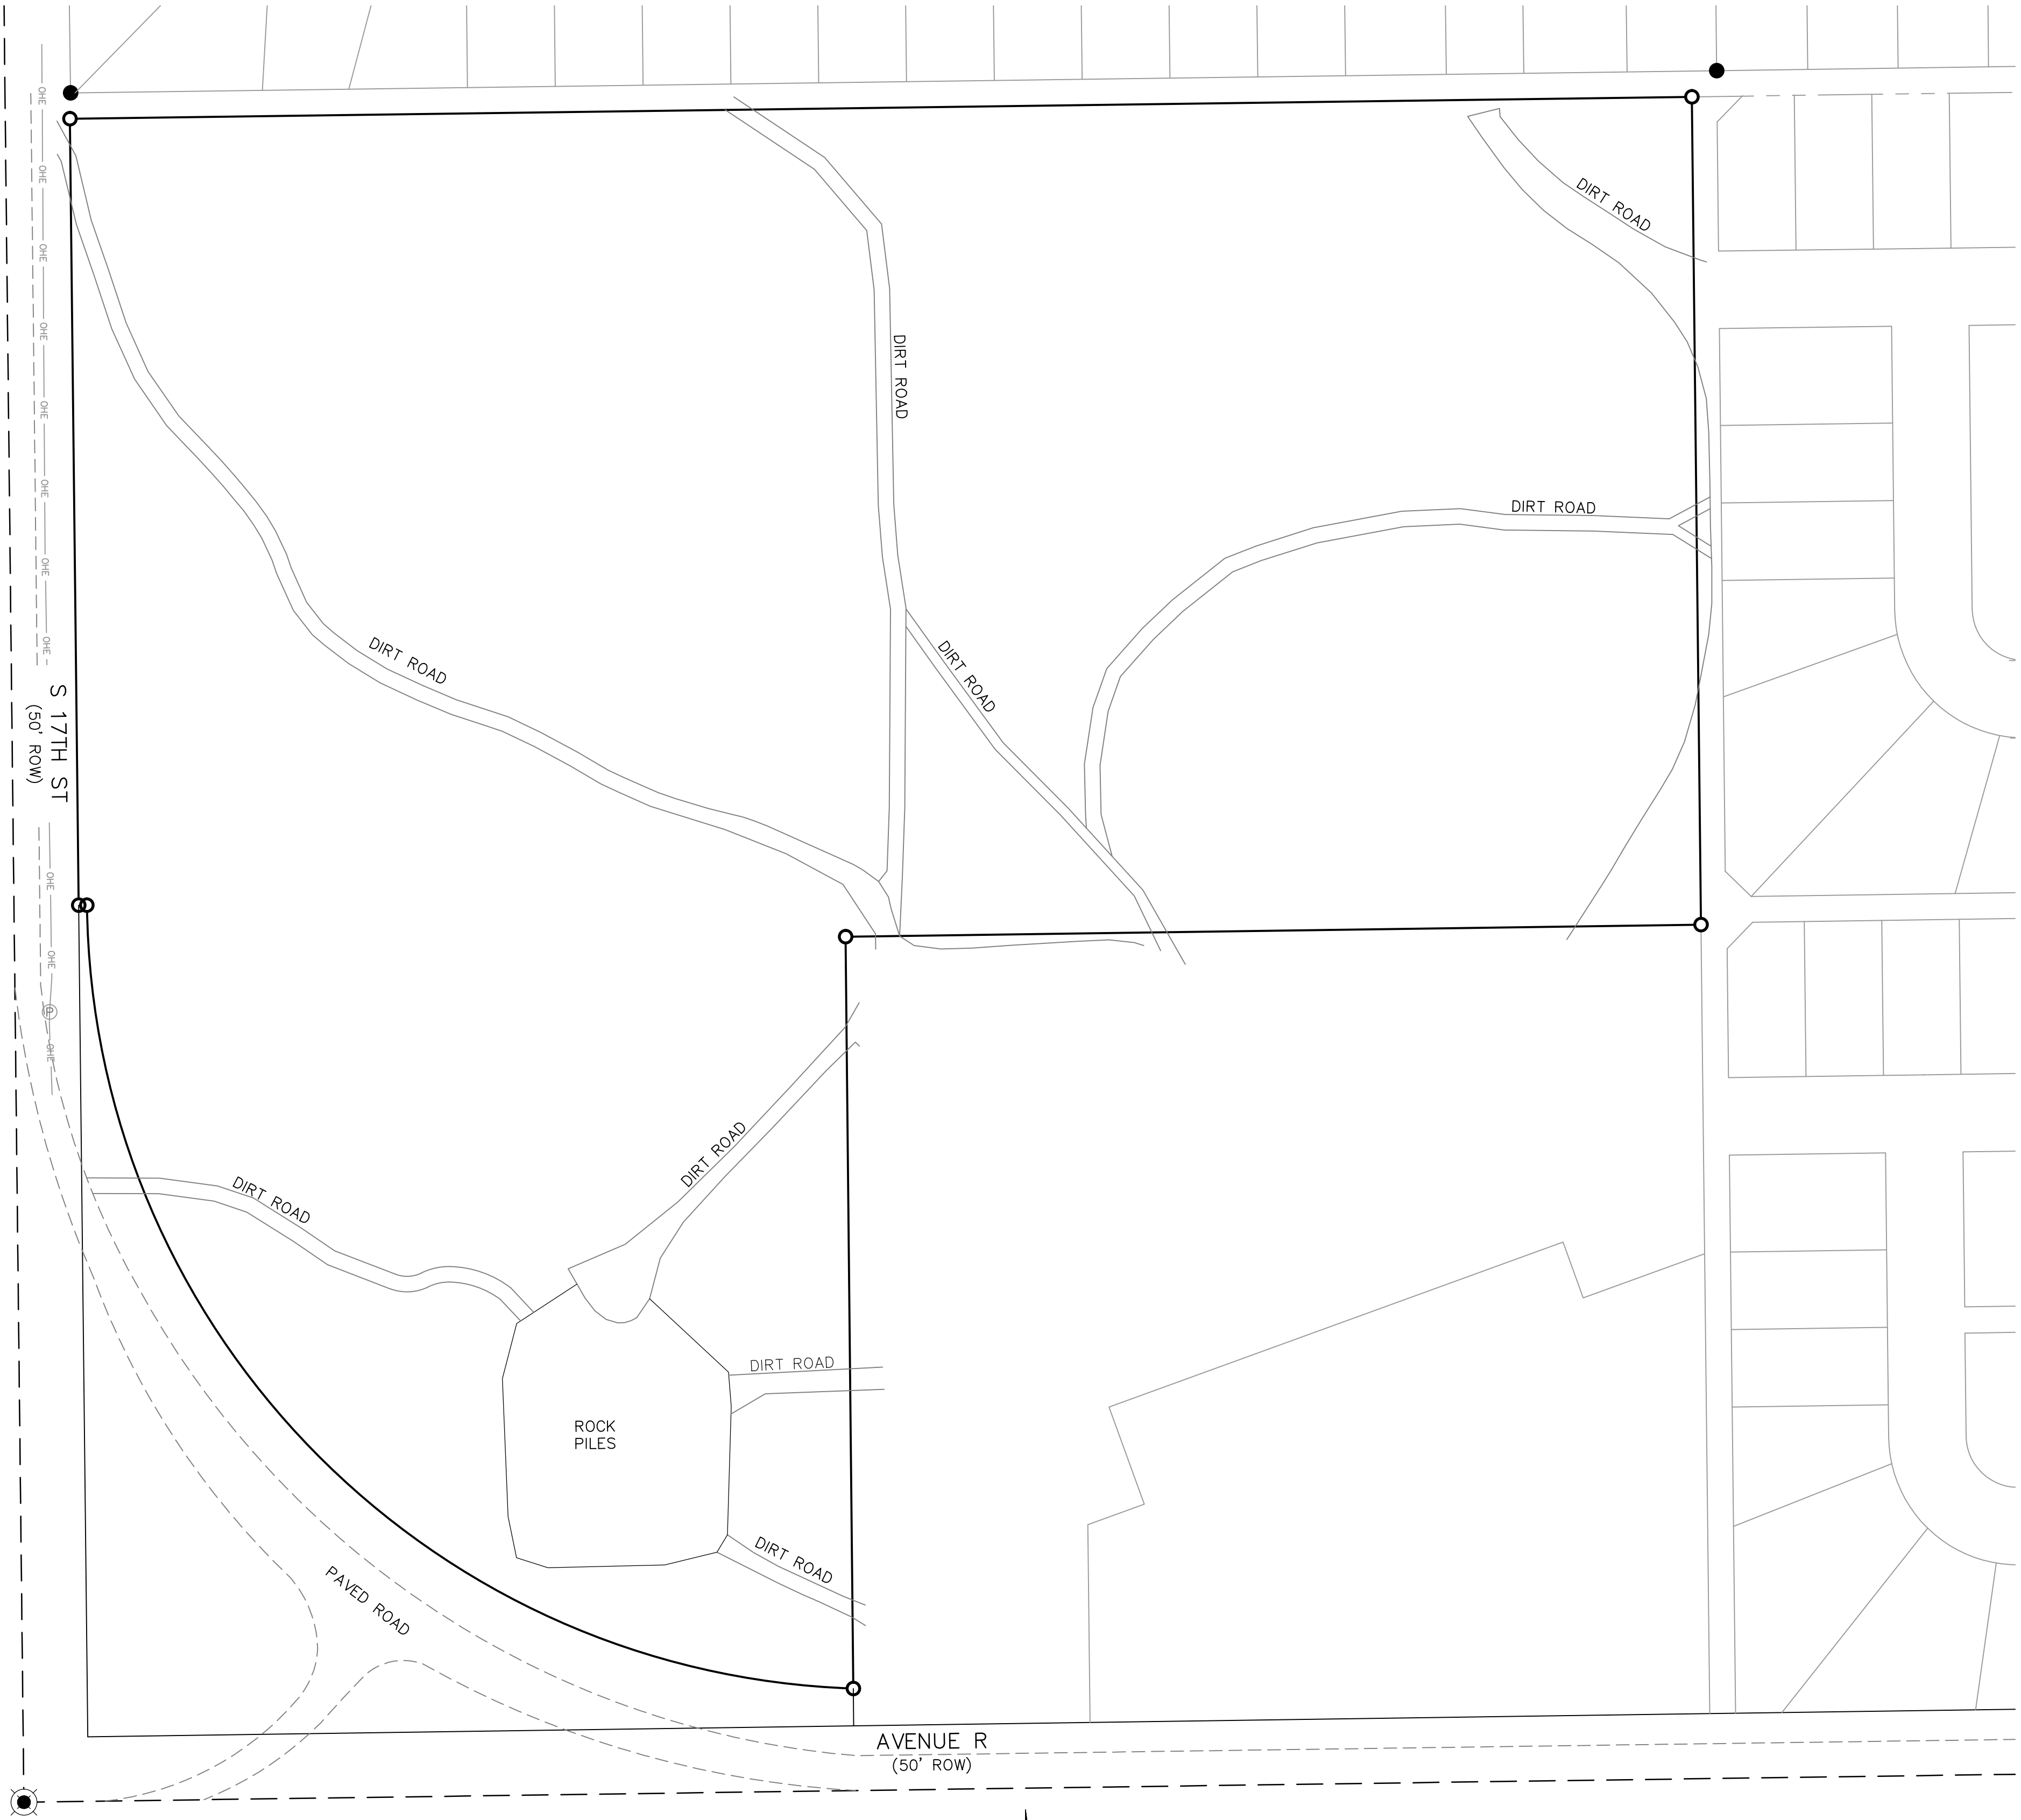 OHE
OHE
OHE
OHE
OHE
OHE
OHE
OHE
DIRT ROAD
DIRT ROAD
DIRT ROAD
DIRT ROAD
DIRT ROAD
S 17TH ST
(50' ROW)
OHE
OHE
P
OHE
DIRT ROAD
DIRT ROAD
DIRT ROAD
ROCK
PILES
DIRT ROAD
PAVED ROAD
AVENUE R
(50' ROW)